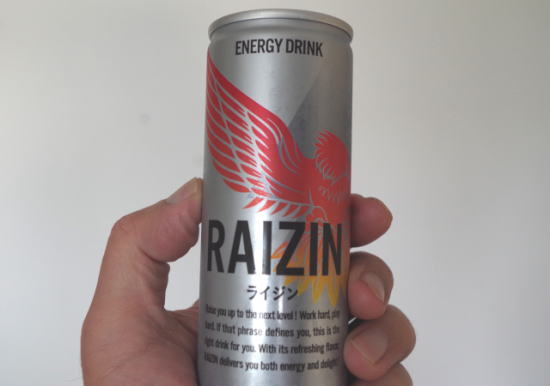 ENERGY DRINK
RAIZIN
ライジン
Raise you up to the next level! Work hard, play
hard. If that phrase defines you, this is the
right drink for you. With its refreshing flavor,
RAIZIN delivers you both energy and delight!